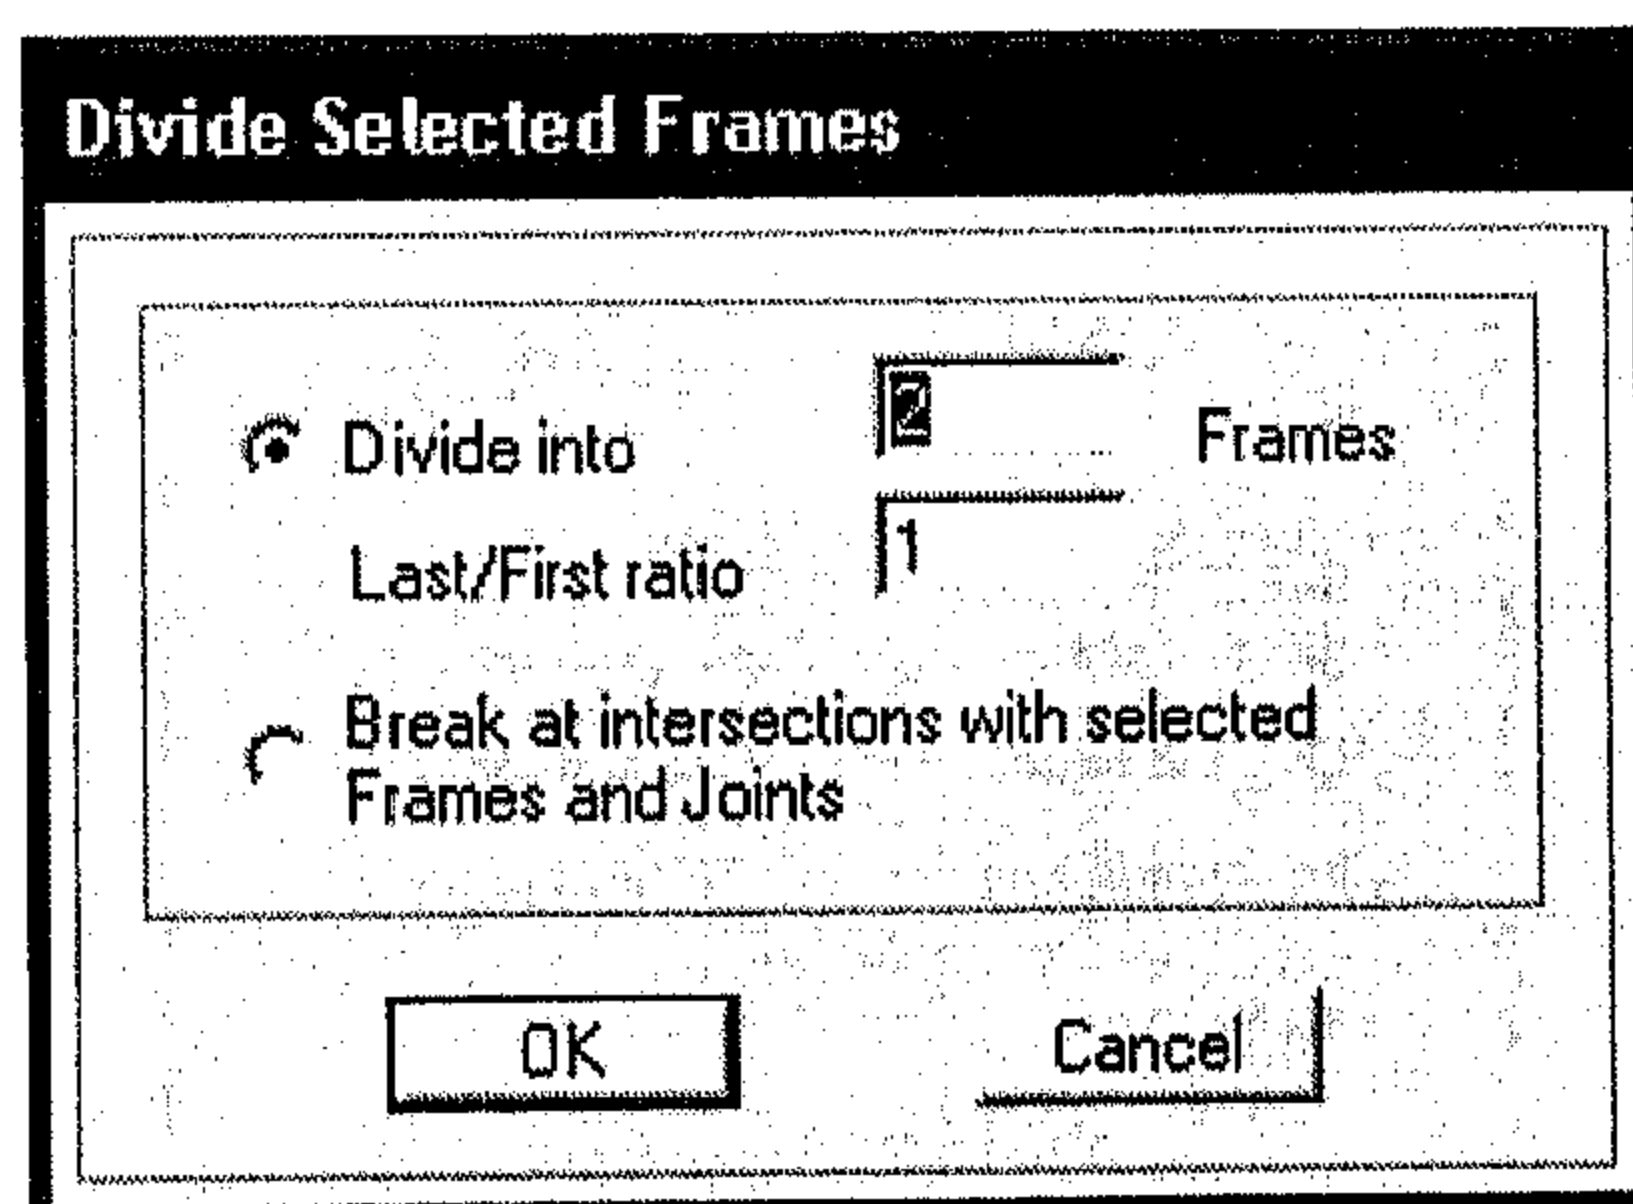 Divide Selected Frames
Divide into 2 Frames
Last/First ratio 1
Break at intersections with selected
Frames and Joints
OK Cancel